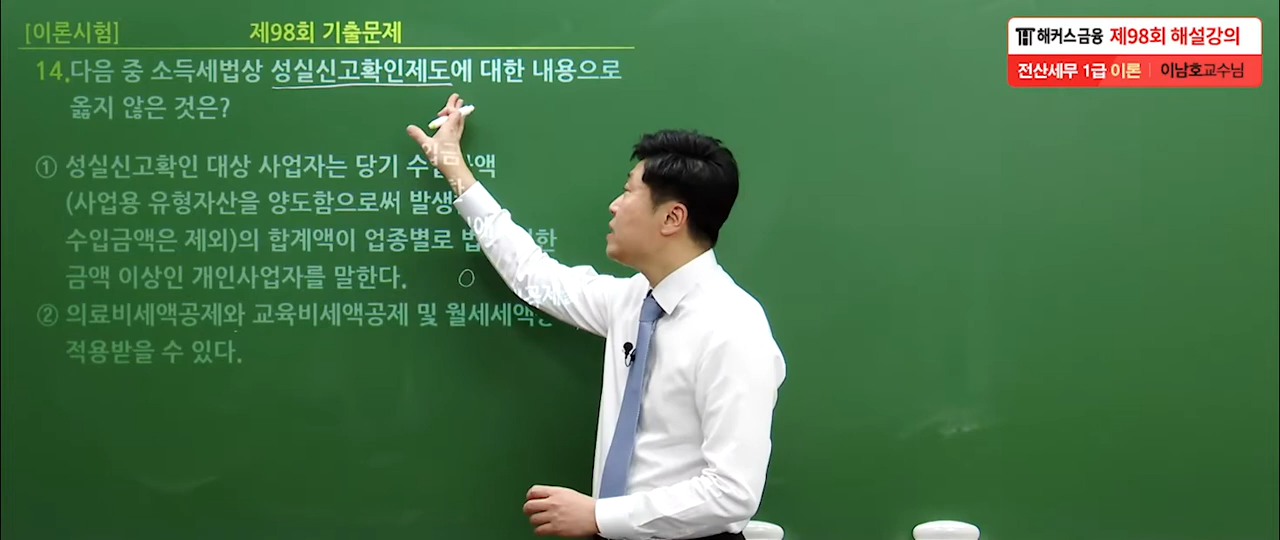 [이론시험] 제98회 기출문제
14.다음 중 소득세법상 성실신고확인제도에 대한 내용으로
옳지 않은 것은?
① 성실신고확인 대상 사업자는 당기 수입금액
(사업용 유형자산을 양도함으로써 발생
수입금액은 제외)의 합계액이 업종별로
금액 이상인 개인사업자를 말한다.
② 의료비세액공제와 교육비세액공제 및 월세세액공
적용받을 수 있다.
해커스금융 제98회 해설강의
전산세무 1급 이론 | 이남호교수님